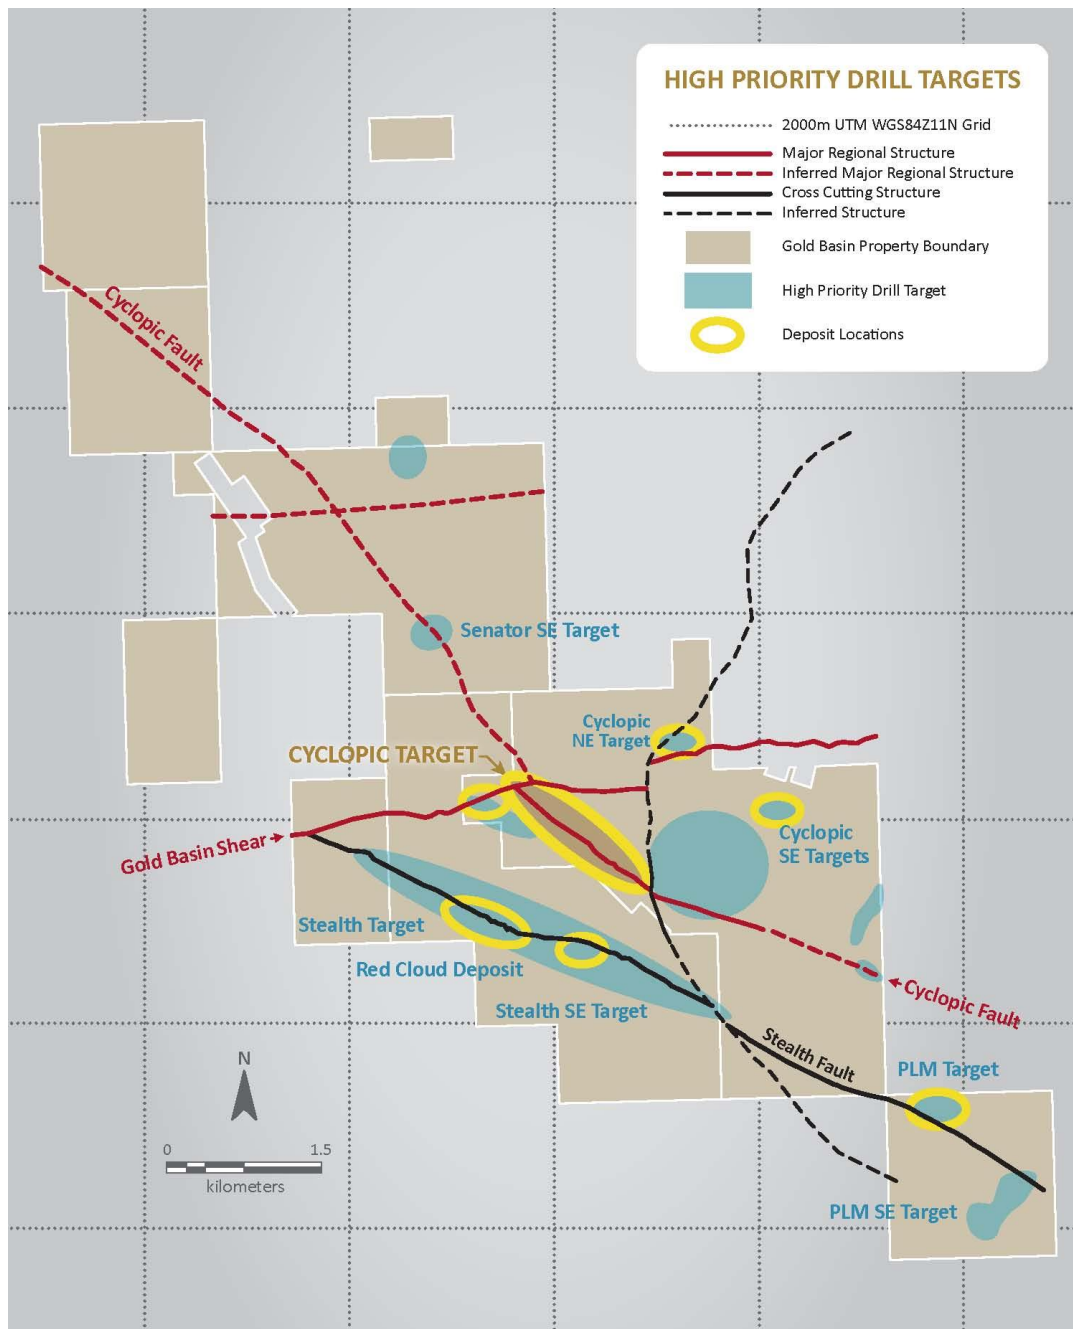 HIGH PRIORITY DRILL TARGETS
2000m UTM WGS84Z11N Grid
Major Regional Structure
Inferred Major Regional Structure
Cross Cutting Structure
Inferred Structure
Gold Basin Property Boundary
High Priority Drill Target
Deposit Locations
Cyclopic Fault
Senator SE Target
Cyclopic
NE Target
CYCLOPIC TARGET
Gold Basin Shear
Cyclopic
SE Targets
Stealth Target
Red Cloud Deposit
Stealth SE Target
Cyclopic Fault
Stealth Fault
PLM Target
PLM SE Target
N
0 1.5
kilometers